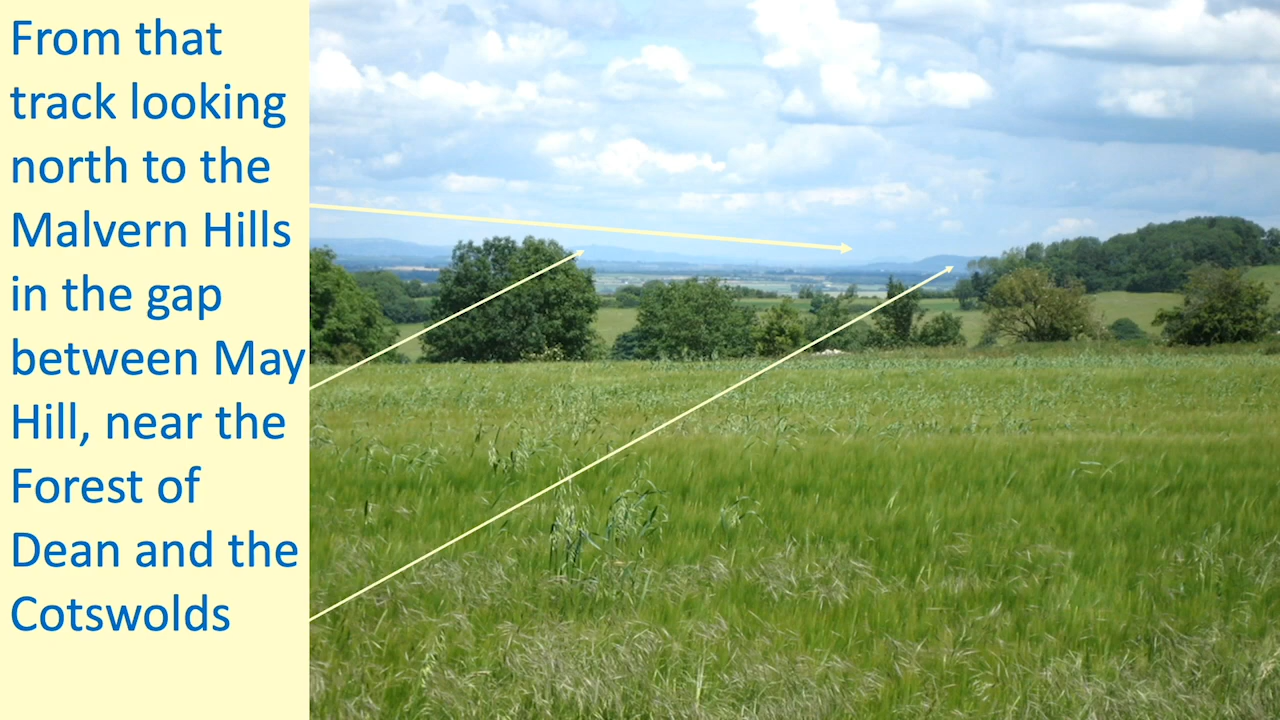 From that
track looking
north to the
Malvern Hills
in the gap
between May
Hill, near the
Forest of
Dean and the
Cotswolds